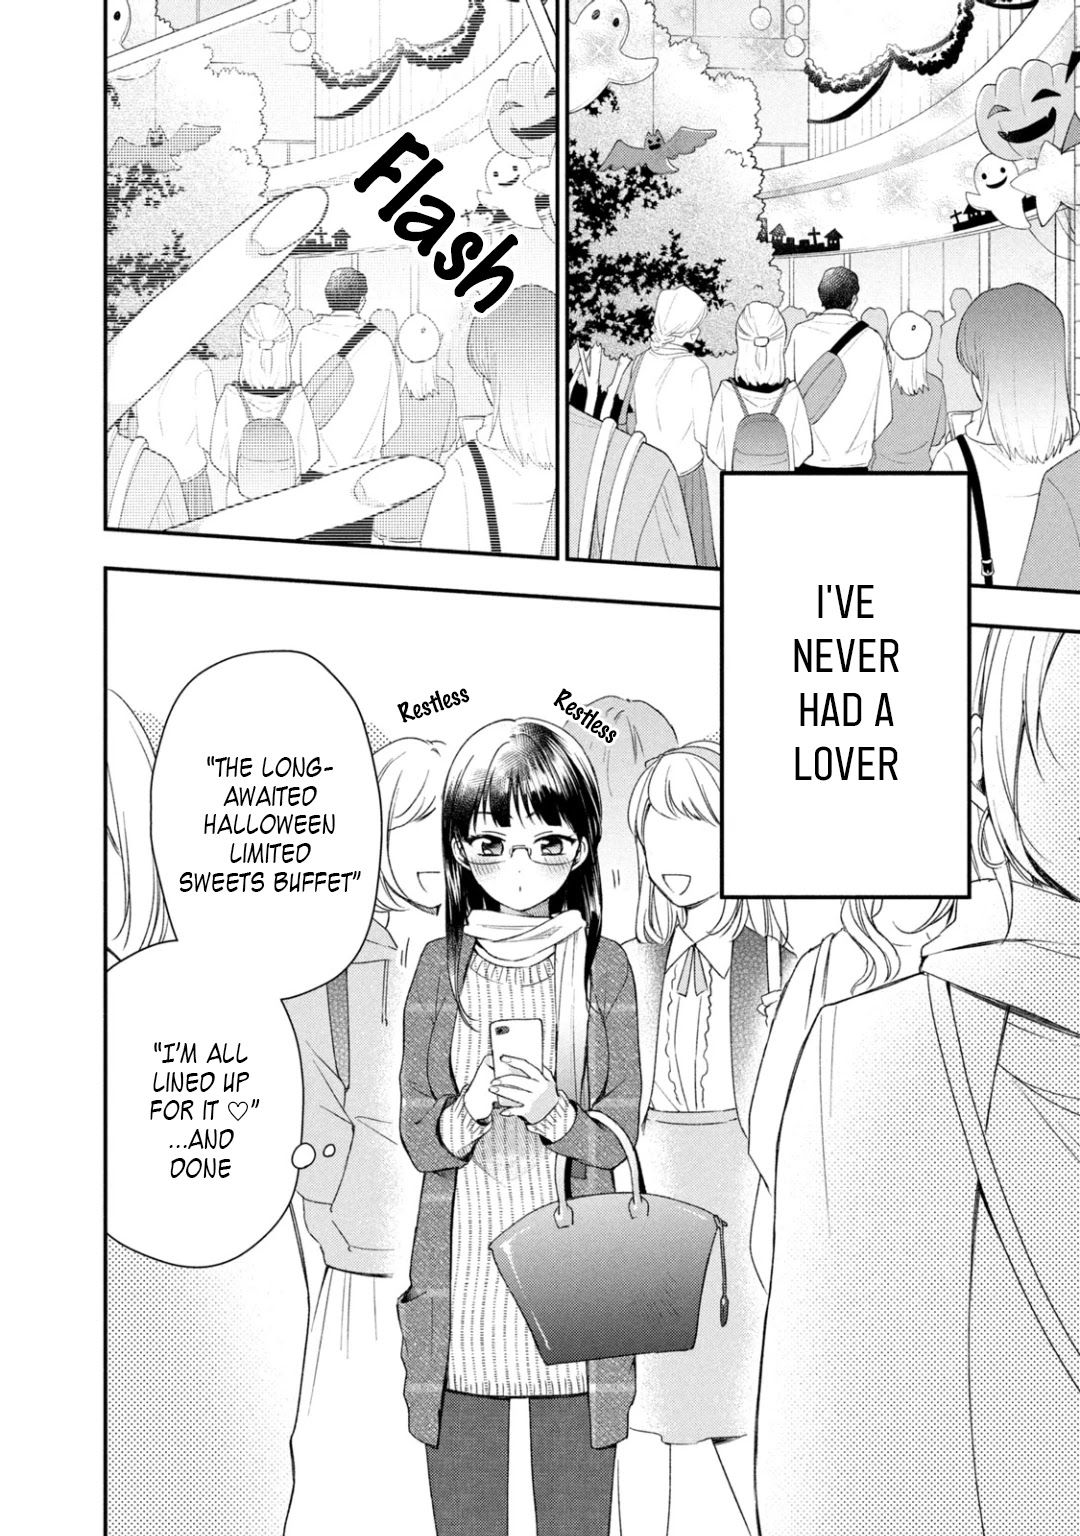 Flash
I'VE
NEVER
HAD A
LOVER
Restless
Restless
"THE LONG-
AWAITED
HALLOWEEN
LIMITED
SWEETS BUFFET"
"I'M ALL
LINED UP
FOR IT ♡"
...AND
DONE